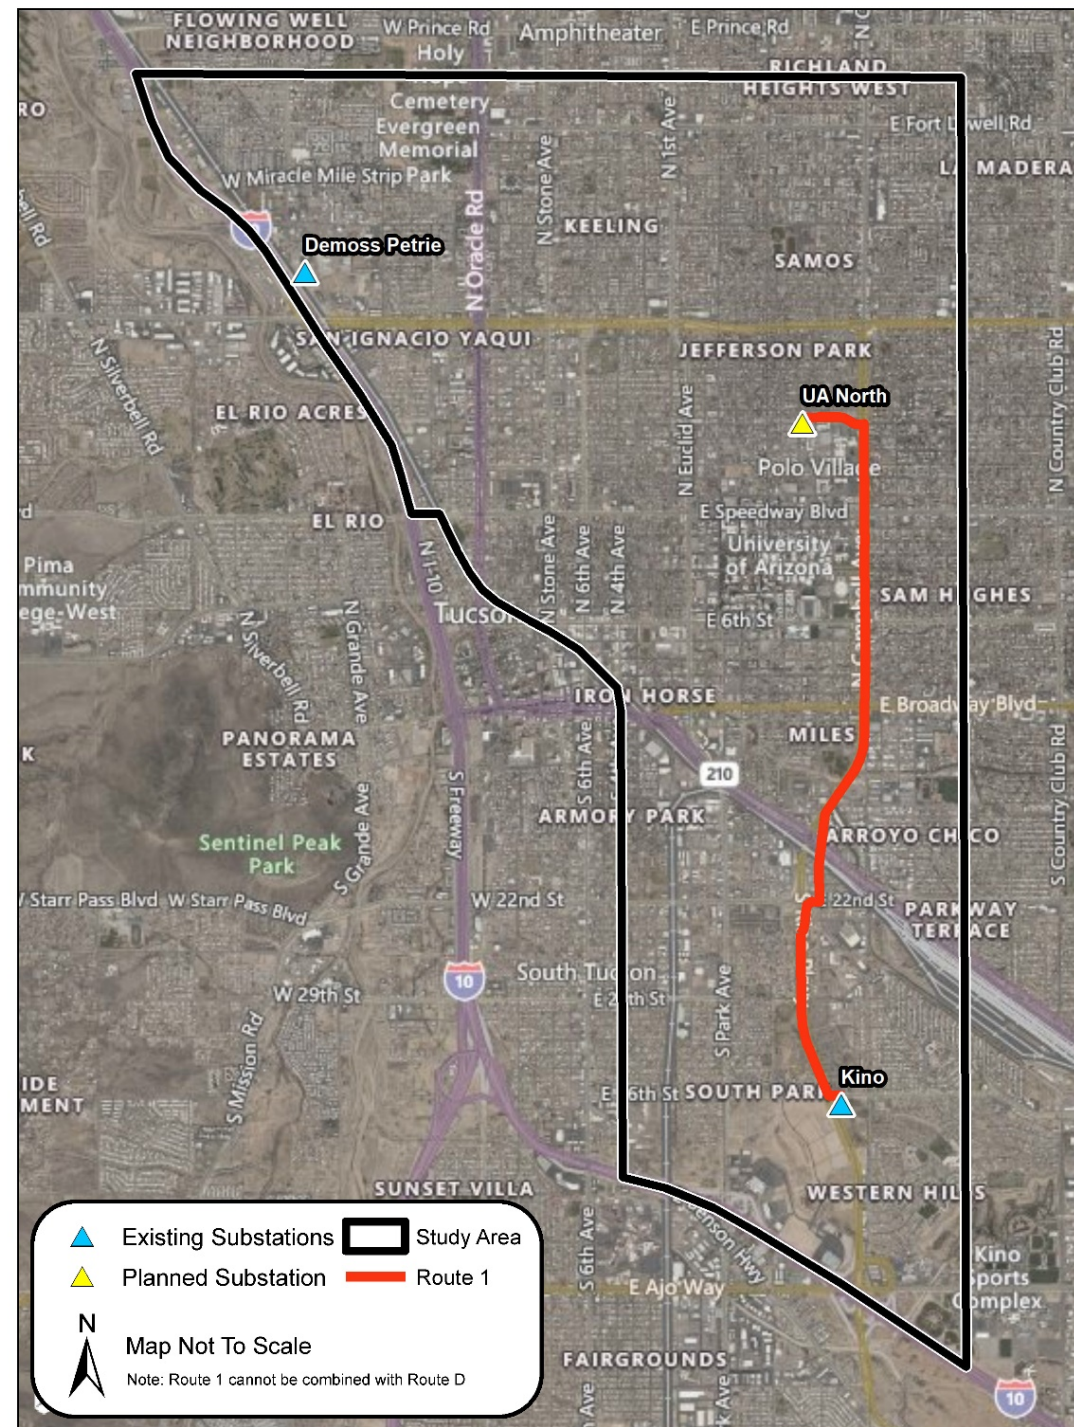 FLOWING WELL
NEIGHBORHOOD
W Prince Rd
Amphitheater
E Prince Rd
Holy
Cemetery
Evergreen
Memorial
Park
RICHLAND
HEIGHTS WEST
E Fort Lowell Rd
LA MADERA
N 1st Ave
N Stone Ave
W Miracle Mile Strip
N Oracle Rd
KEELING
SAMOS
Demoss Petrie
SAN IGNACIO YAQUI
JEFFERSON PARK
N Silverbell Rd
N Country Club Rd
EL RIO ACRES
UA North
N Euclid Ave
Polo Village
EL RIO
E Speedway Blvd
University
of Arizona
N I-10
N Stone Ave
N 6th Ave
N 4th Ave
Pima
SAM HUGHES
Tucson
E 6th St
N Grande Ave
N Silverbell Rd
IRON HORSE
E Broadway Blvd
PANORAMA
ESTATES
MILES
210
S 6th Ave
S Freeway
S Country Club Rd
ARMORY PARK
ARROYO CHICO
Sentinel Peak
Park
S Grande Ave
W Starr Pass Blvd
W Starr Pass Blvd
W 22nd St
E 22nd St
PARKWAY
TERRACE
South Tucson
10
W 29th St
S Park Ave
S Mission Rd
Kino
SOUTH PARK
SUNSET VILLA
WESTERN HILLS
S 6th Ave
Kino
Sports
Complex
E Ajo Way
FAIRGROUNDS
10
Existing Substations
Study Area
Planned Substation
Route 1
N
Map Not To Scale
Note: Route 1 cannot be combined with Route D